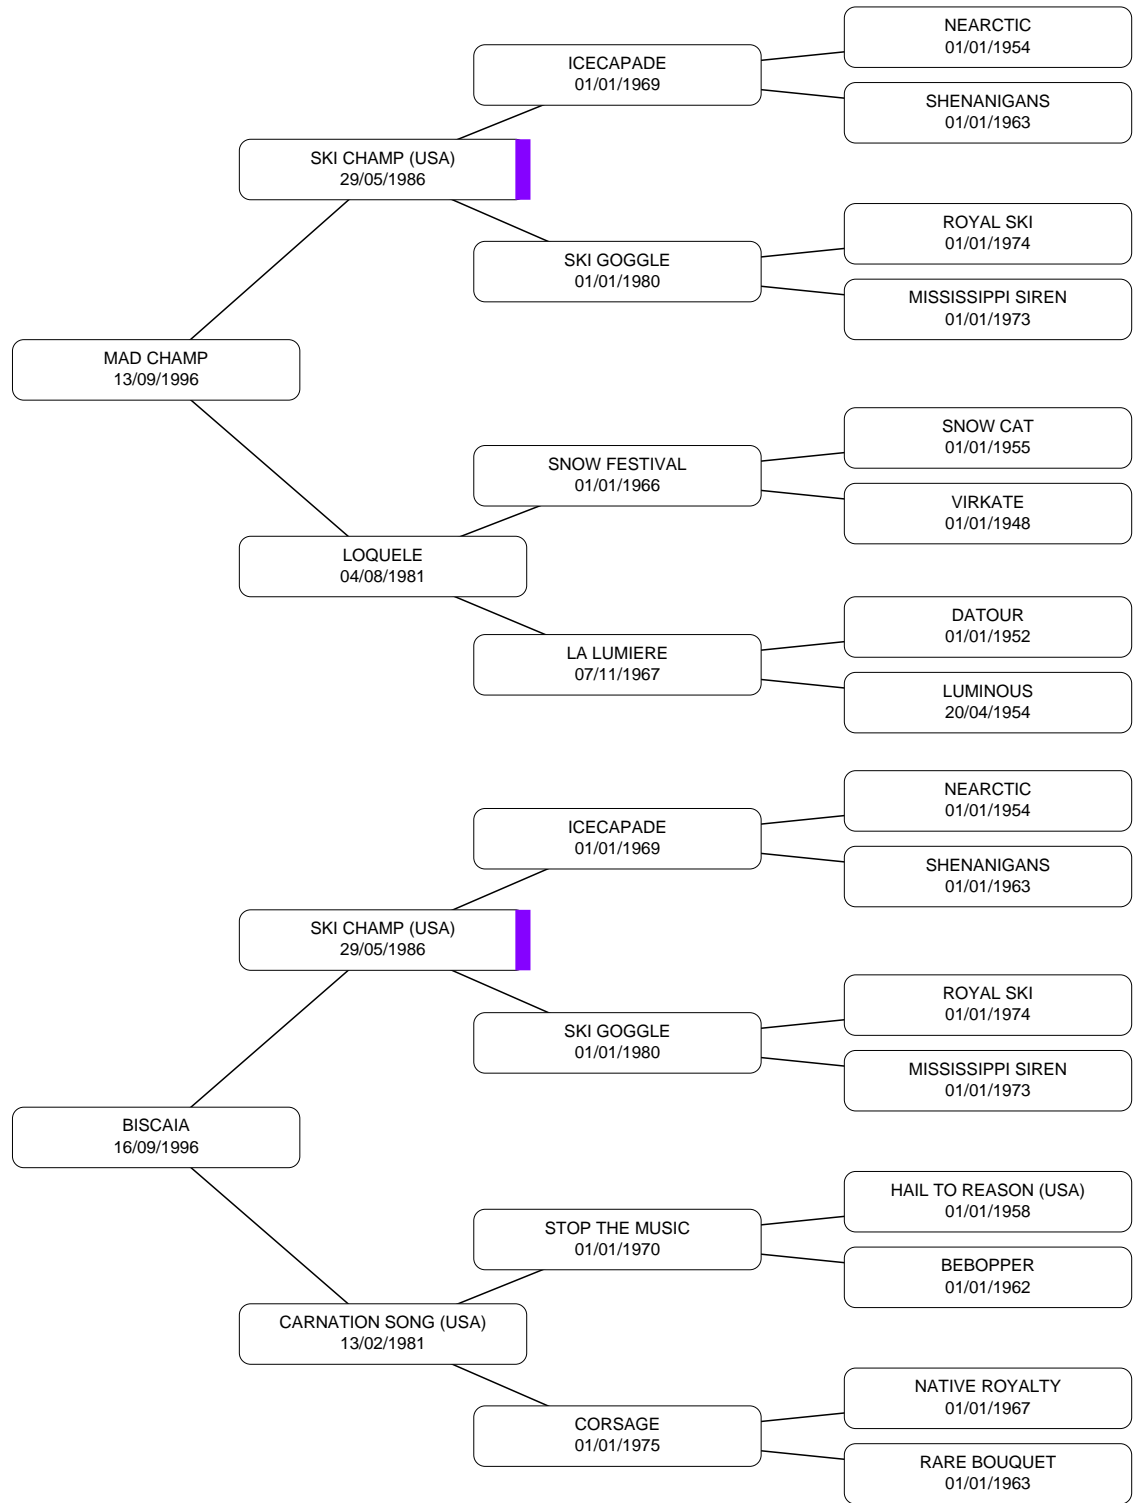 NEARCTIC
01/01/1954
ICECAPADE
01/01/1969
SHENANIGANS
01/01/1963
SKI CHAMP (USA)
29/05/1986
ROYAL SKI
01/01/1974
SKI GOGGLE
01/01/1980
MISSISSIPPI SIREN
01/01/1973
MAD CHAMP
13/09/1996
SNOW CAT
01/01/1955
SNOW FESTIVAL
01/01/1966
VIRKATE
01/01/1948
LOQUELE
04/08/1981
DATOUR
01/01/1952
LA LUMIERE
07/11/1967
LUMINOUS
20/04/1954
NEARCTIC
01/01/1954
ICECAPADE
01/01/1969
SHENANIGANS
01/01/1963
SKI CHAMP (USA)
29/05/1986
ROYAL SKI
01/01/1974
SKI GOGGLE
01/01/1980
MISSISSIPPI SIREN
01/01/1973
BISCAIA
16/09/1996
HAIL TO REASON (USA)
01/01/1958
STOP THE MUSIC
01/01/1970
BEBOPPER
01/01/1962
CARNATION SONG (USA)
13/02/1981
NATIVE ROYALTY
01/01/1967
CORSAGE
01/01/1975
RARE BOUQUET
01/01/1963